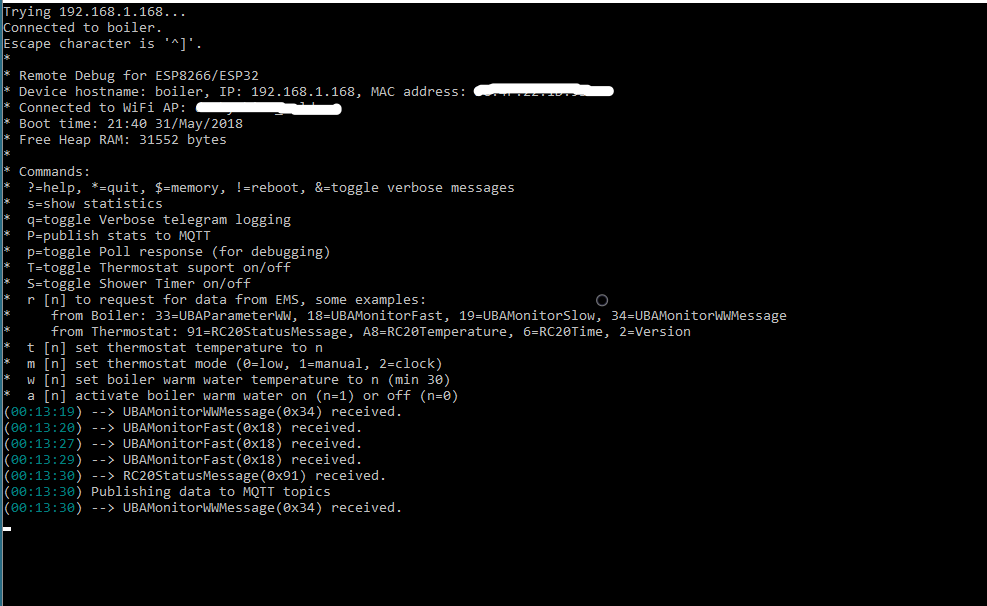 Trying 192.168.1.168...
Connected to boiler.
Escape character is '^]'.
*
* Remote Debug for ESP8266/ESP32
* Device hostname: boiler, IP: 192.168.1.168, MAC address:
* Connected to WiFi AP:
* Boot time: 21:40 31/May/2018
* Free Heap RAM: 31552 bytes
*
* Commands:
*  ?=help, *=quit, $=memory, !=reboot, &=toggle verbose messages
*  s=show statistics
*  q=toggle Verbose telegram logging
*  P=publish stats to MQTT
*  p=toggle Poll response (for debugging)
*  T=toggle Thermostat suport on/off
*  S=toggle Shower Timer on/off
*  r [n] to request for data from EMS, some examples:
*     from Boiler: 33=UBAParameterWW, 18=UBAMonitorFast, 19=UBAMonitorSlow, 34=UBAMonitorWWMessage
*     from Thermostat: 91=RC20StatusMessage, A8=RC20Temperature, 6=RC20Time, 2=Version
*  t [n] set thermostat temperature to n
*  m [n] set thermostat mode (0=low, 1=manual, 2=clock)
*  w [n] set boiler warm water temperature to n (min 30)
*  a [n] activate boiler warm water on (n=1) or off (n=0)
(00:13:19) --> UBAMonitorWWMessage(0x34) received.
(00:13:20) --> UBAMonitorFast(0x18) received.
(00:13:27) --> UBAMonitorFast(0x18) received.
(00:13:29) --> UBAMonitorFast(0x18) received.
(00:13:30) --> RC20StatusMessage(0x91) received.
(00:13:30) Publishing data to MQTT topics
(00:13:30) --> UBAMonitorWWMessage(0x34) received.